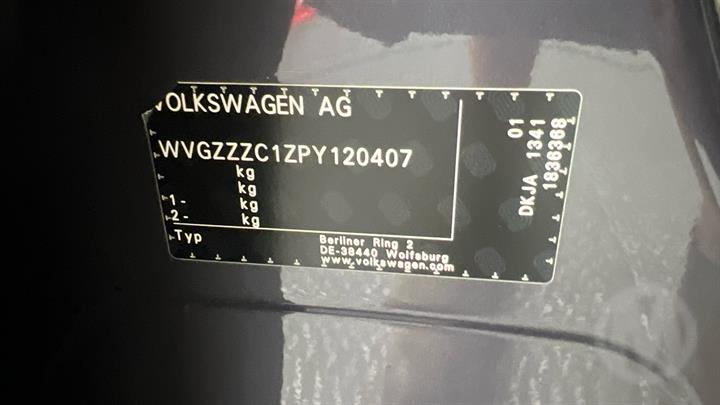 VOLKSWAGEN AG
WVGZZZC1ZPY120407
kg
kg
1- kg
2- kg
Typ
Berliner Ring 2
DE-38440 Wolfsburg
www.volkswagen.com
01
DKJA 1341
1836368